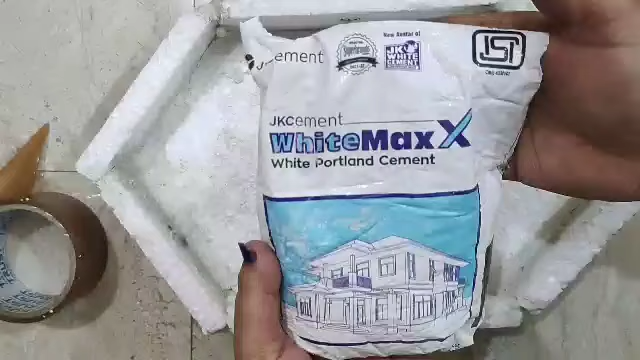 JKCement
New Avatar of
JK
WHITE
CEMENT
ISI
JKCement
WhiteMaxX
White Portland Cement